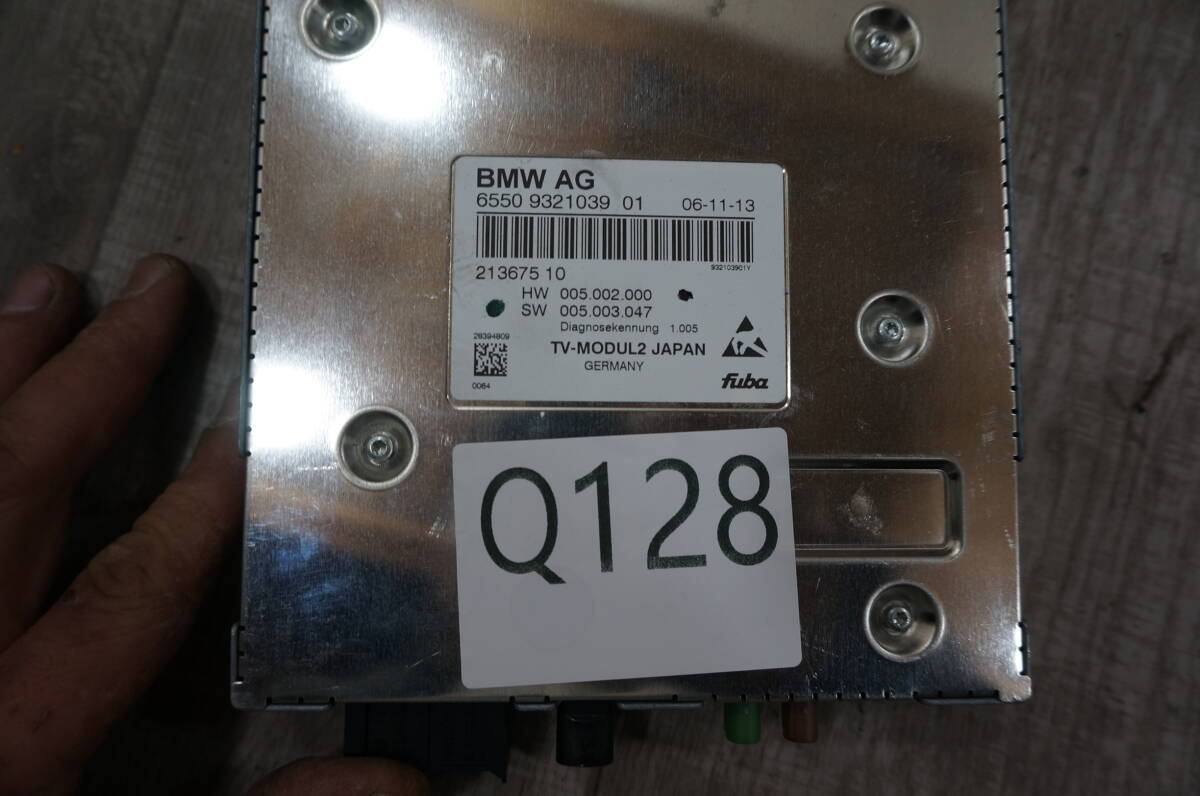 BMW AG
6550 9321039 01 06-11-13
932103901Y
213675 10
HW 005.002.000
SW 005.003.047
Diagnosekennung 1.005
28394809
TV-MODUL2 JAPAN
GERMANY
0064
fuba
Q128